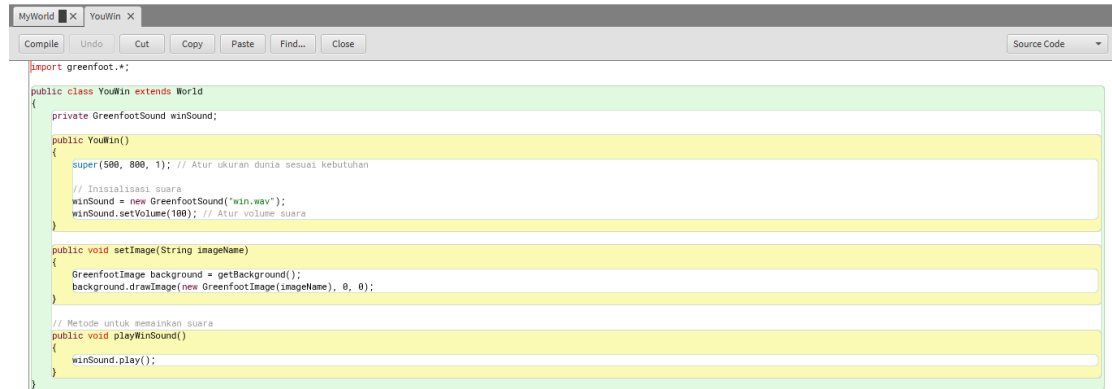 MyWorld X YouWin X
Compile Undo Cut Copy Paste Find... Close Source Code
import greenfoot.*;
public class YouWin extends World
{
private GreenfootSound winSound;
public YouWin()
{
super(500, 800, 1); // Atur ukuran dunia sesuai kebutuhan
// Inisialisasi suara
winSound = new GreenfootSound("win.wav");
winSound.setVolume(100); // Atur volume suara
}
public void setImage(String imageName)
{
GreenfootImage background = getBackground();
background.drawImage(new GreenfootImage(imageName), 0, 0);
}
// Metode untuk memainkan suara
public void playWinSound()
{
winSound.play();
}
}